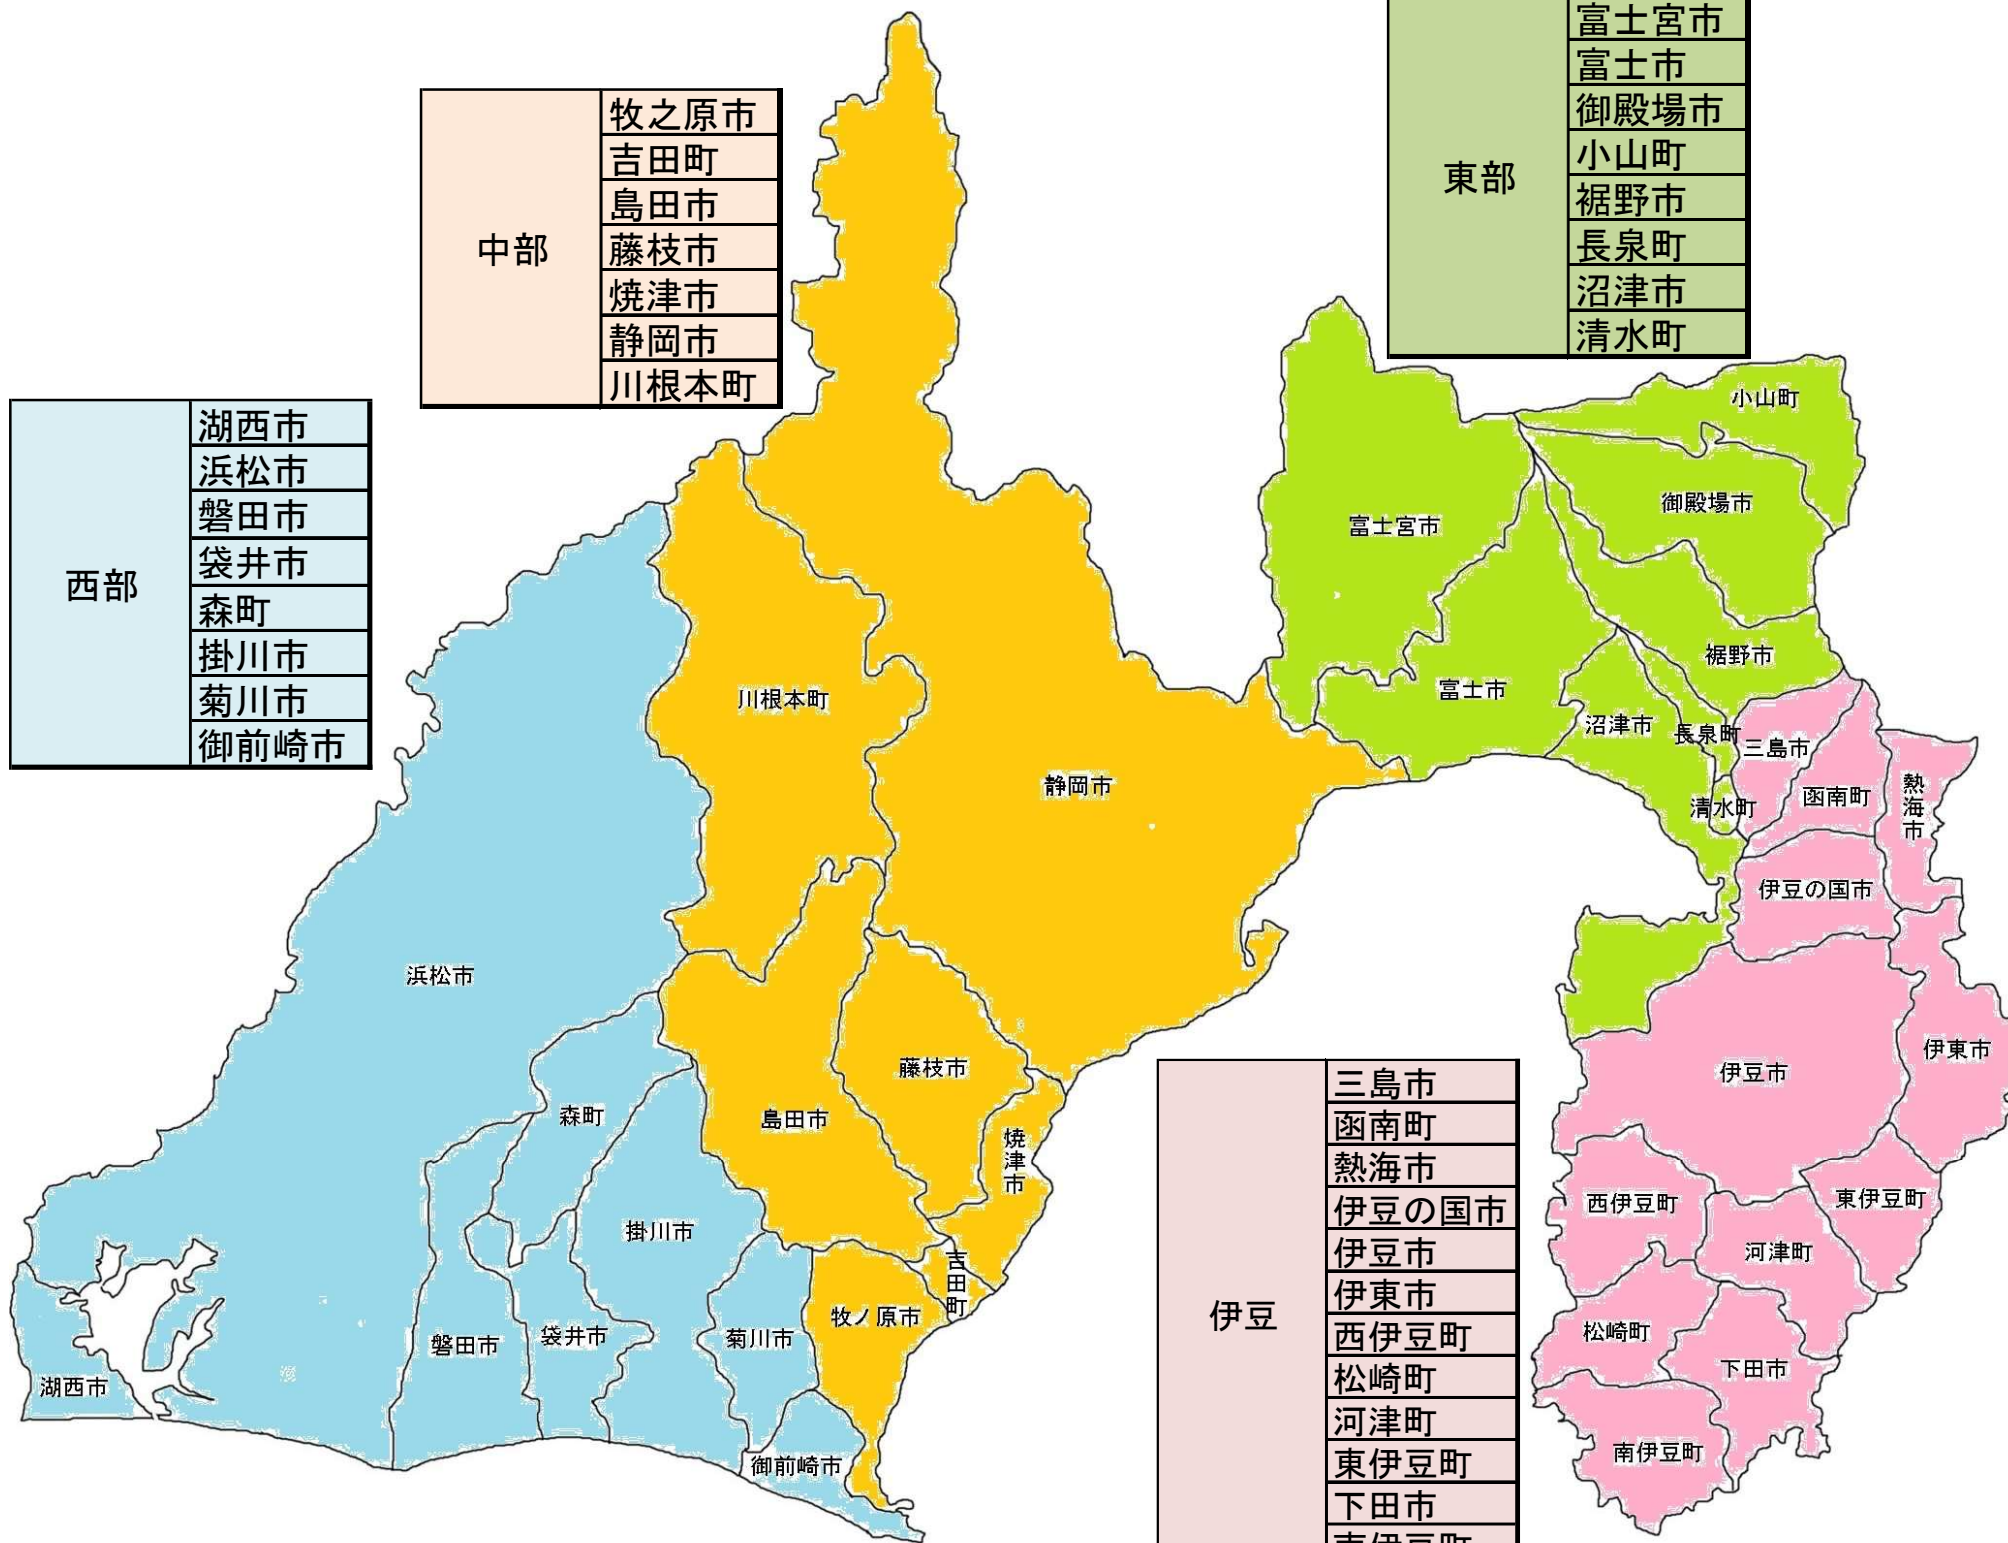 富士宮市
富士市
御殿場市
小山町
裾野市
長泉町
沼津市
清水町
東部
牧之原市
吉田町
島田市
藤枝市
焼津市
静岡市
川根本町
中部
湖西市
浜松市
磐田市
袋井市
森町
掛川市
菊川市
御前崎市
西部
小山町
御殿場市
富士宮市
裾野市
富士市
沼津市
長泉町
三島市
清水町
函南町
熱海市
伊豆の国市
川根本町
静岡市
浜松市
藤枝市
島田市
焼津市
森町
掛川市
吉田町
牧ノ原市
菊川市
袋井市
磐田市
湖西市
御前崎市
伊東市
伊豆市
西伊豆町
東伊豆町
河津町
松崎町
下田市
南伊豆町
三島市
函南町
熱海市
伊豆の国市
伊豆市
伊東市
西伊豆町
松崎町
河津町
東伊豆町
下田市
南伊豆町
伊豆